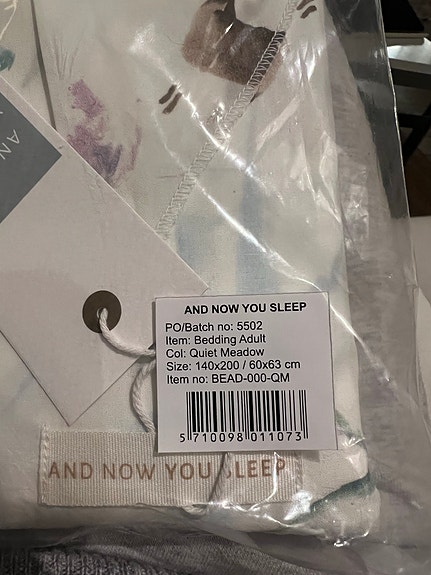 AN
AND NOW YOU SLEEP
PO/Batch no: 5502
Item: Bedding Adult
Col: Quiet Meadow
Size: 140x200 / 60x63 cm
Item no: BEAD-000-QM
5 710098 011073
AND NOW YOU SLEEP